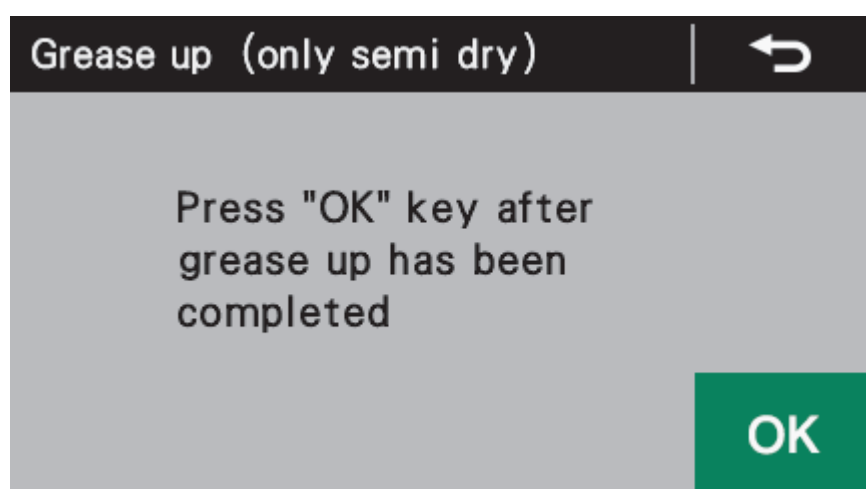 Grease up (only semi dry)
Press "OK" key after
grease up has been
completed
OK